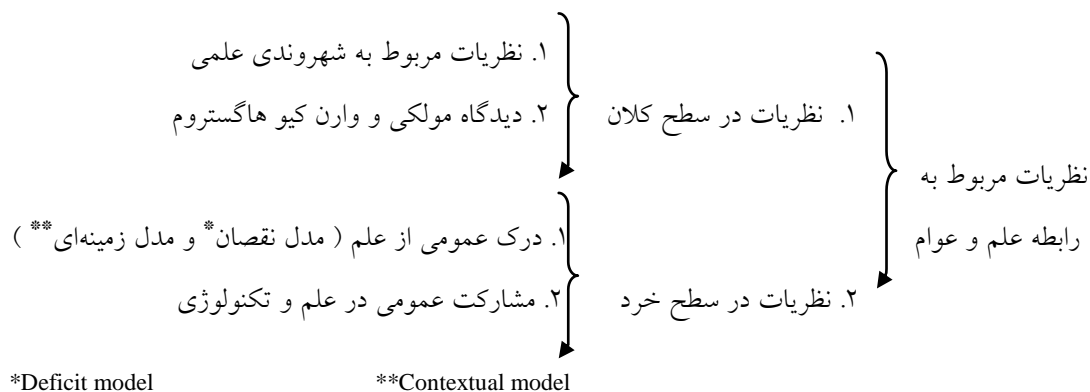 نظریات مربوط به
رابطه علم و عوام
۱. نظریات در سطح کلان
۱. نظریات مربوط به شهروندی علمی
۲. دیدگاه مولکی و وارن کیو هاگستروم
۲. نظریات در سطح خرد
۱. درک عمومی از علم ( مدل نقصان* و مدل زمینه‌ای** )
۲. مشارکت عمومی در علم و تکنولوژی
*Deficit model **Contextual model